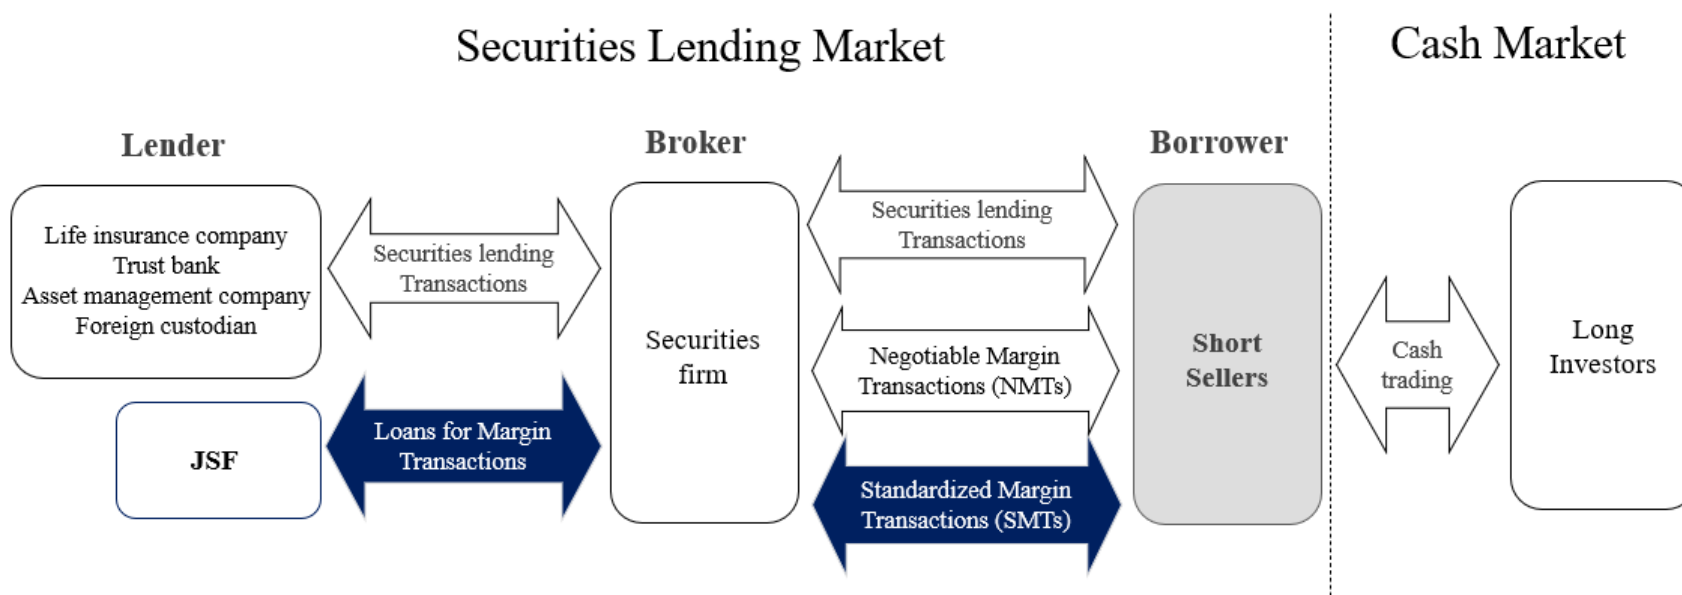 Securities Lending Market
Cash Market
Lender
Broker
Borrower
Life insurance company
Trust bank
Asset management company
Foreign custodian
Securities lending
Transactions
JSF
Loans for Margin
Transactions
Securities
firm
Securities lending
Transactions
Negotiable Margin
Transactions (NMTs)
Standardized Margin
Transactions (SMTs)
Short
Sellers
Cash
trading
Long
Investors